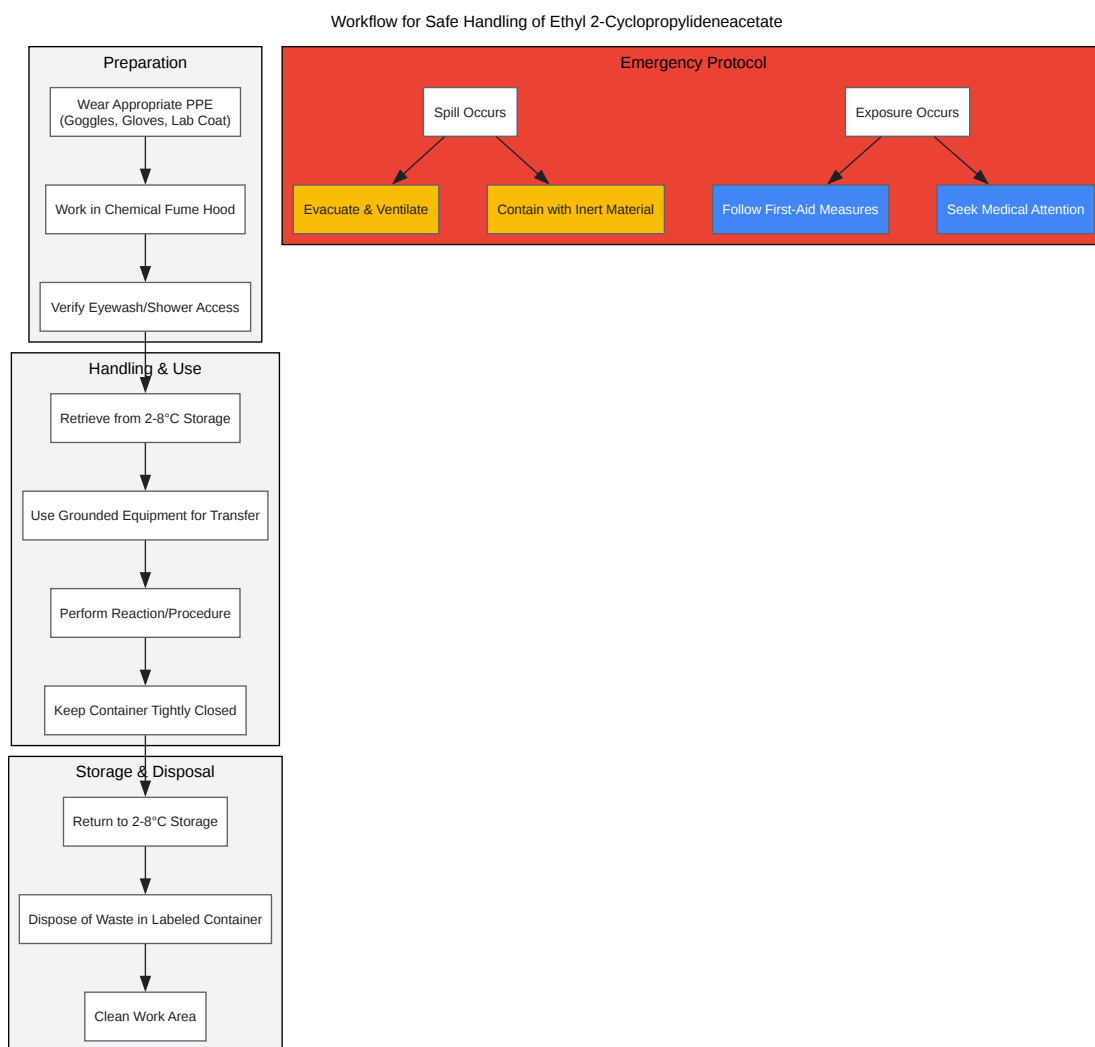 Workflow for Safe Handling of Ethyl 2-Cyclopropylideneacetate
Preparation
Wear Appropriate PPE
(Goggles, Gloves, Lab Coat)
Work in Chemical Fume Hood
Verify Eyewash/Shower Access
Handling & Use
Retrieve from 2-8°C Storage
Use Grounded Equipment for Transfer
Perform Reaction/Procedure
Keep Container Tightly Closed
Storage & Disposal
Return to 2-8°C Storage
Dispose of Waste in Labeled Container
Clean Work Area
Emergency Protocol
Spill Occurs
Exposure Occurs
Evacuate & Ventilate
Contain with Inert Material
Follow First-Aid Measures
Seek Medical Attention